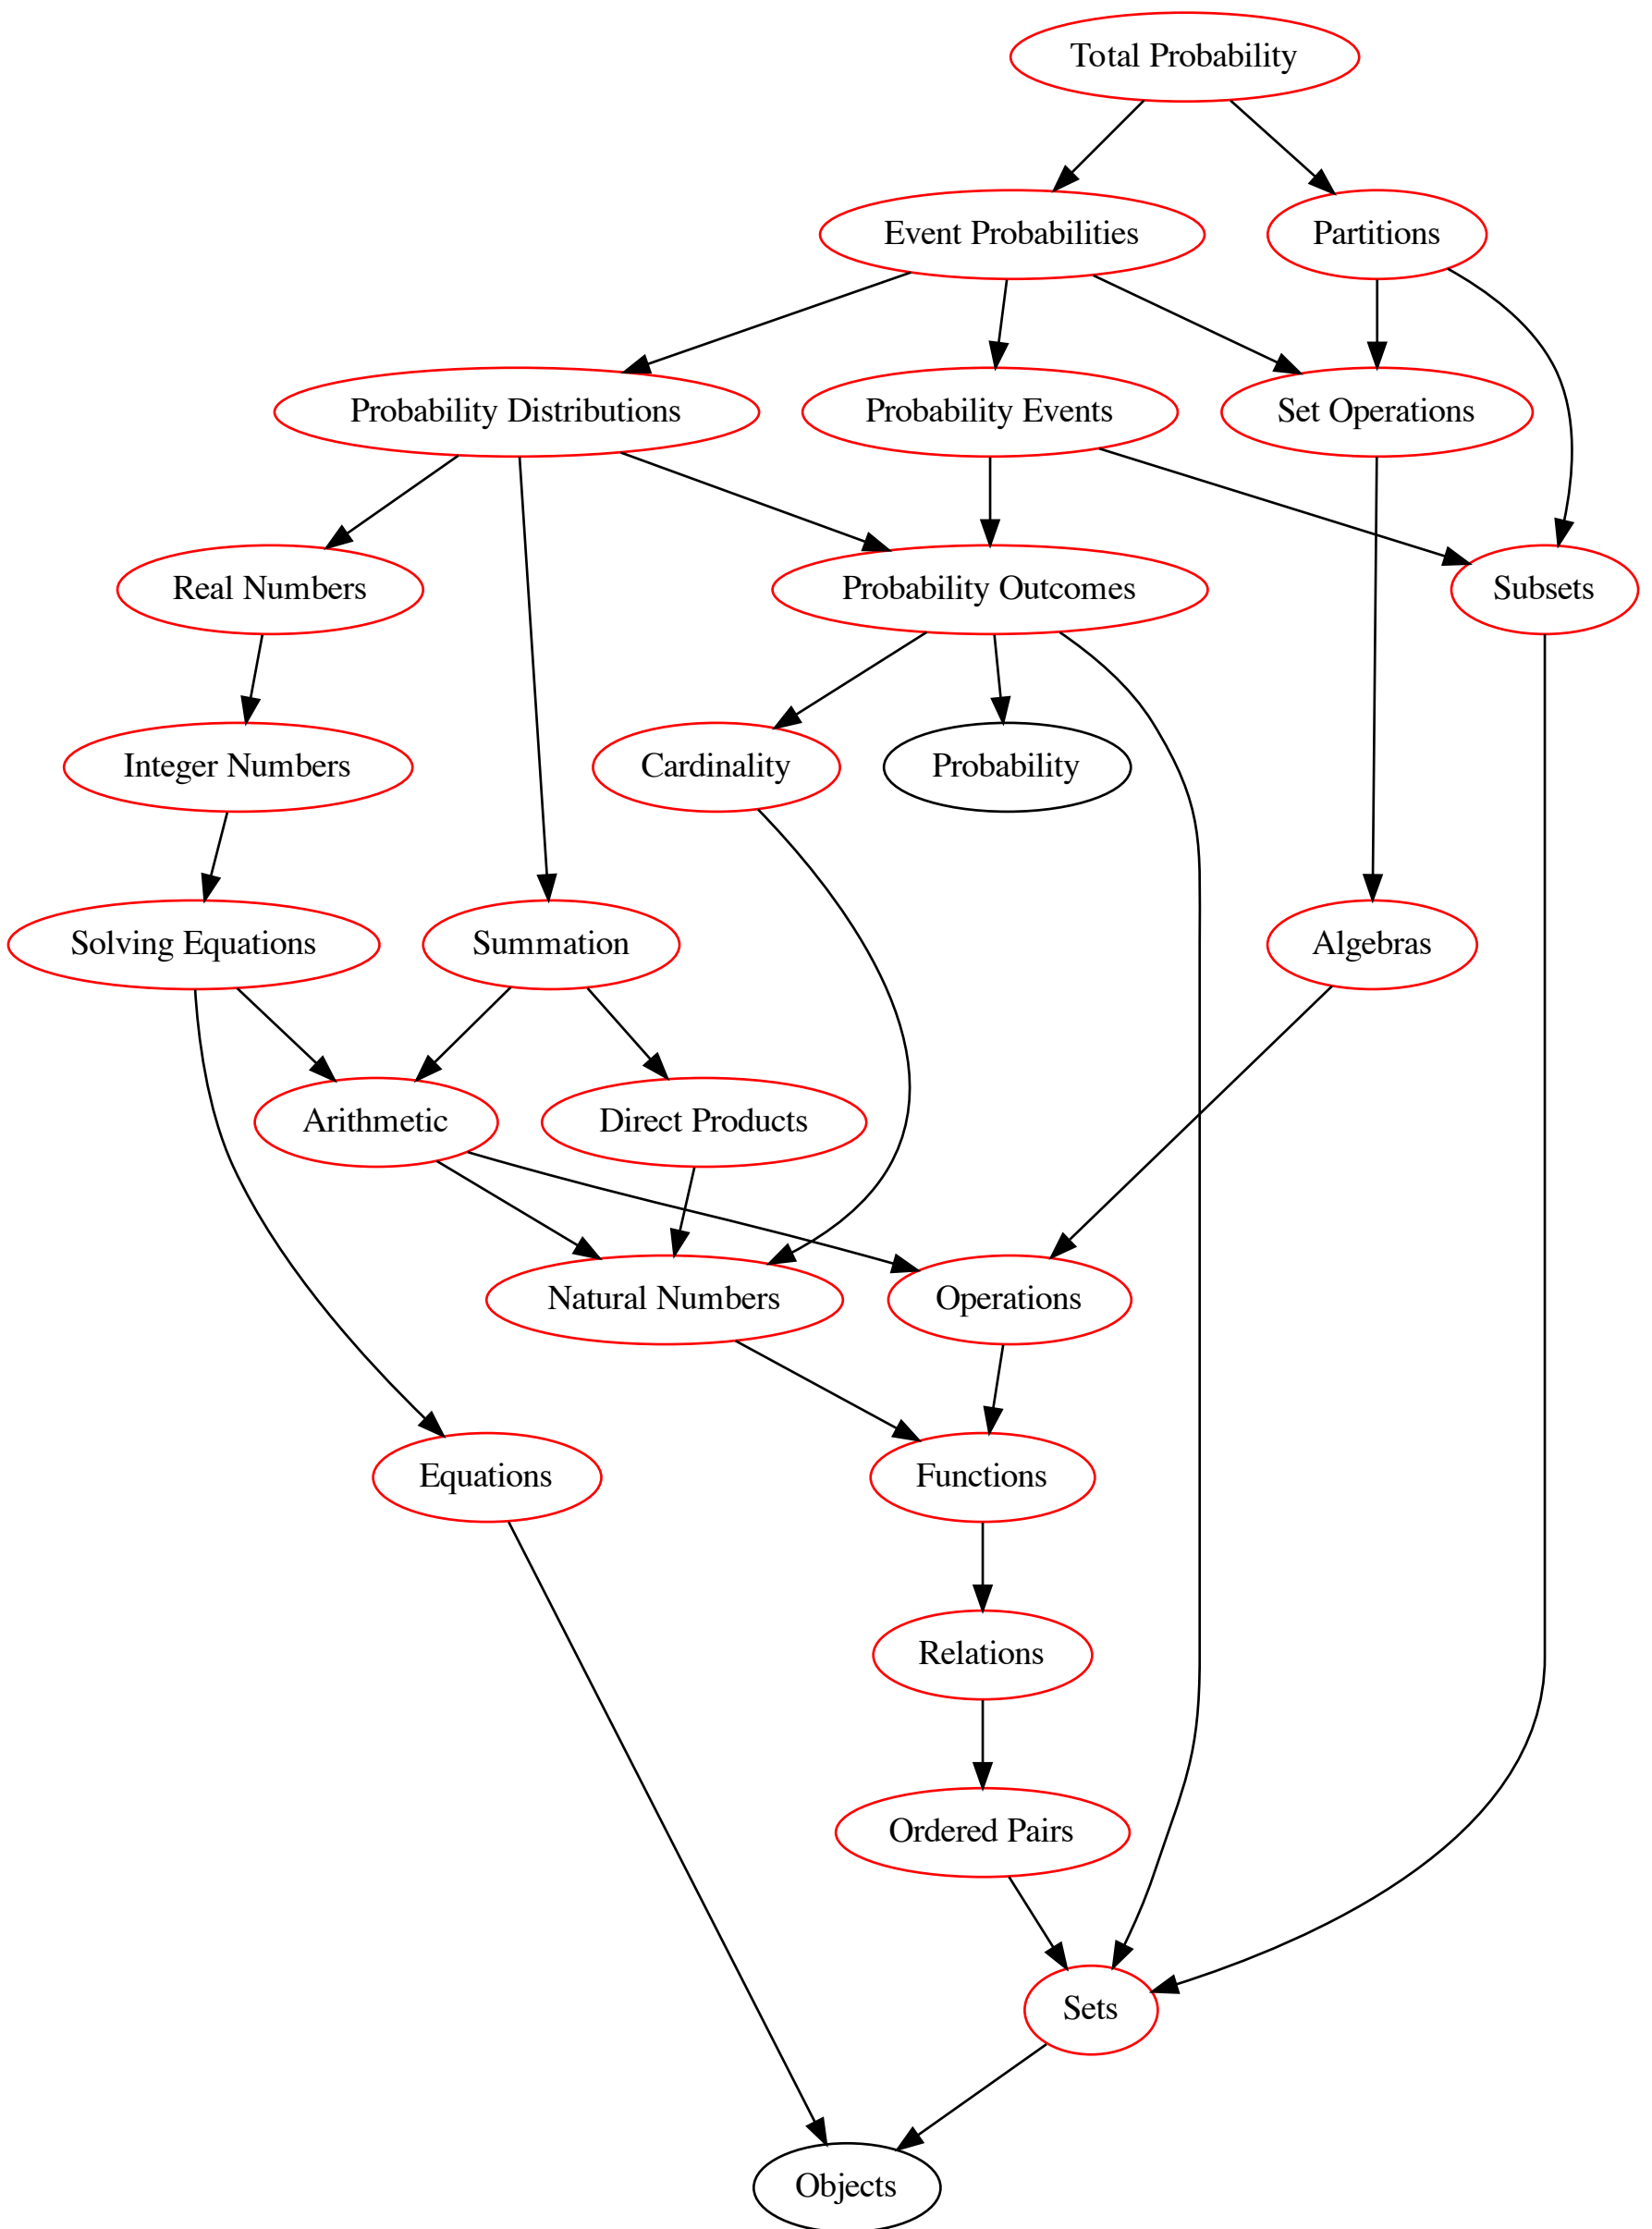 Total Probability
Event Probabilities
Partitions
Probability Distributions
Probability Events
Set Operations
Real Numbers
Probability Outcomes
Subsets
Integer Numbers
Cardinality
Probability
Solving Equations
Summation
Algebras
Arithmetic
Direct Products
Natural Numbers
Operations
Equations
Functions
Relations
Ordered Pairs
Sets
Objects